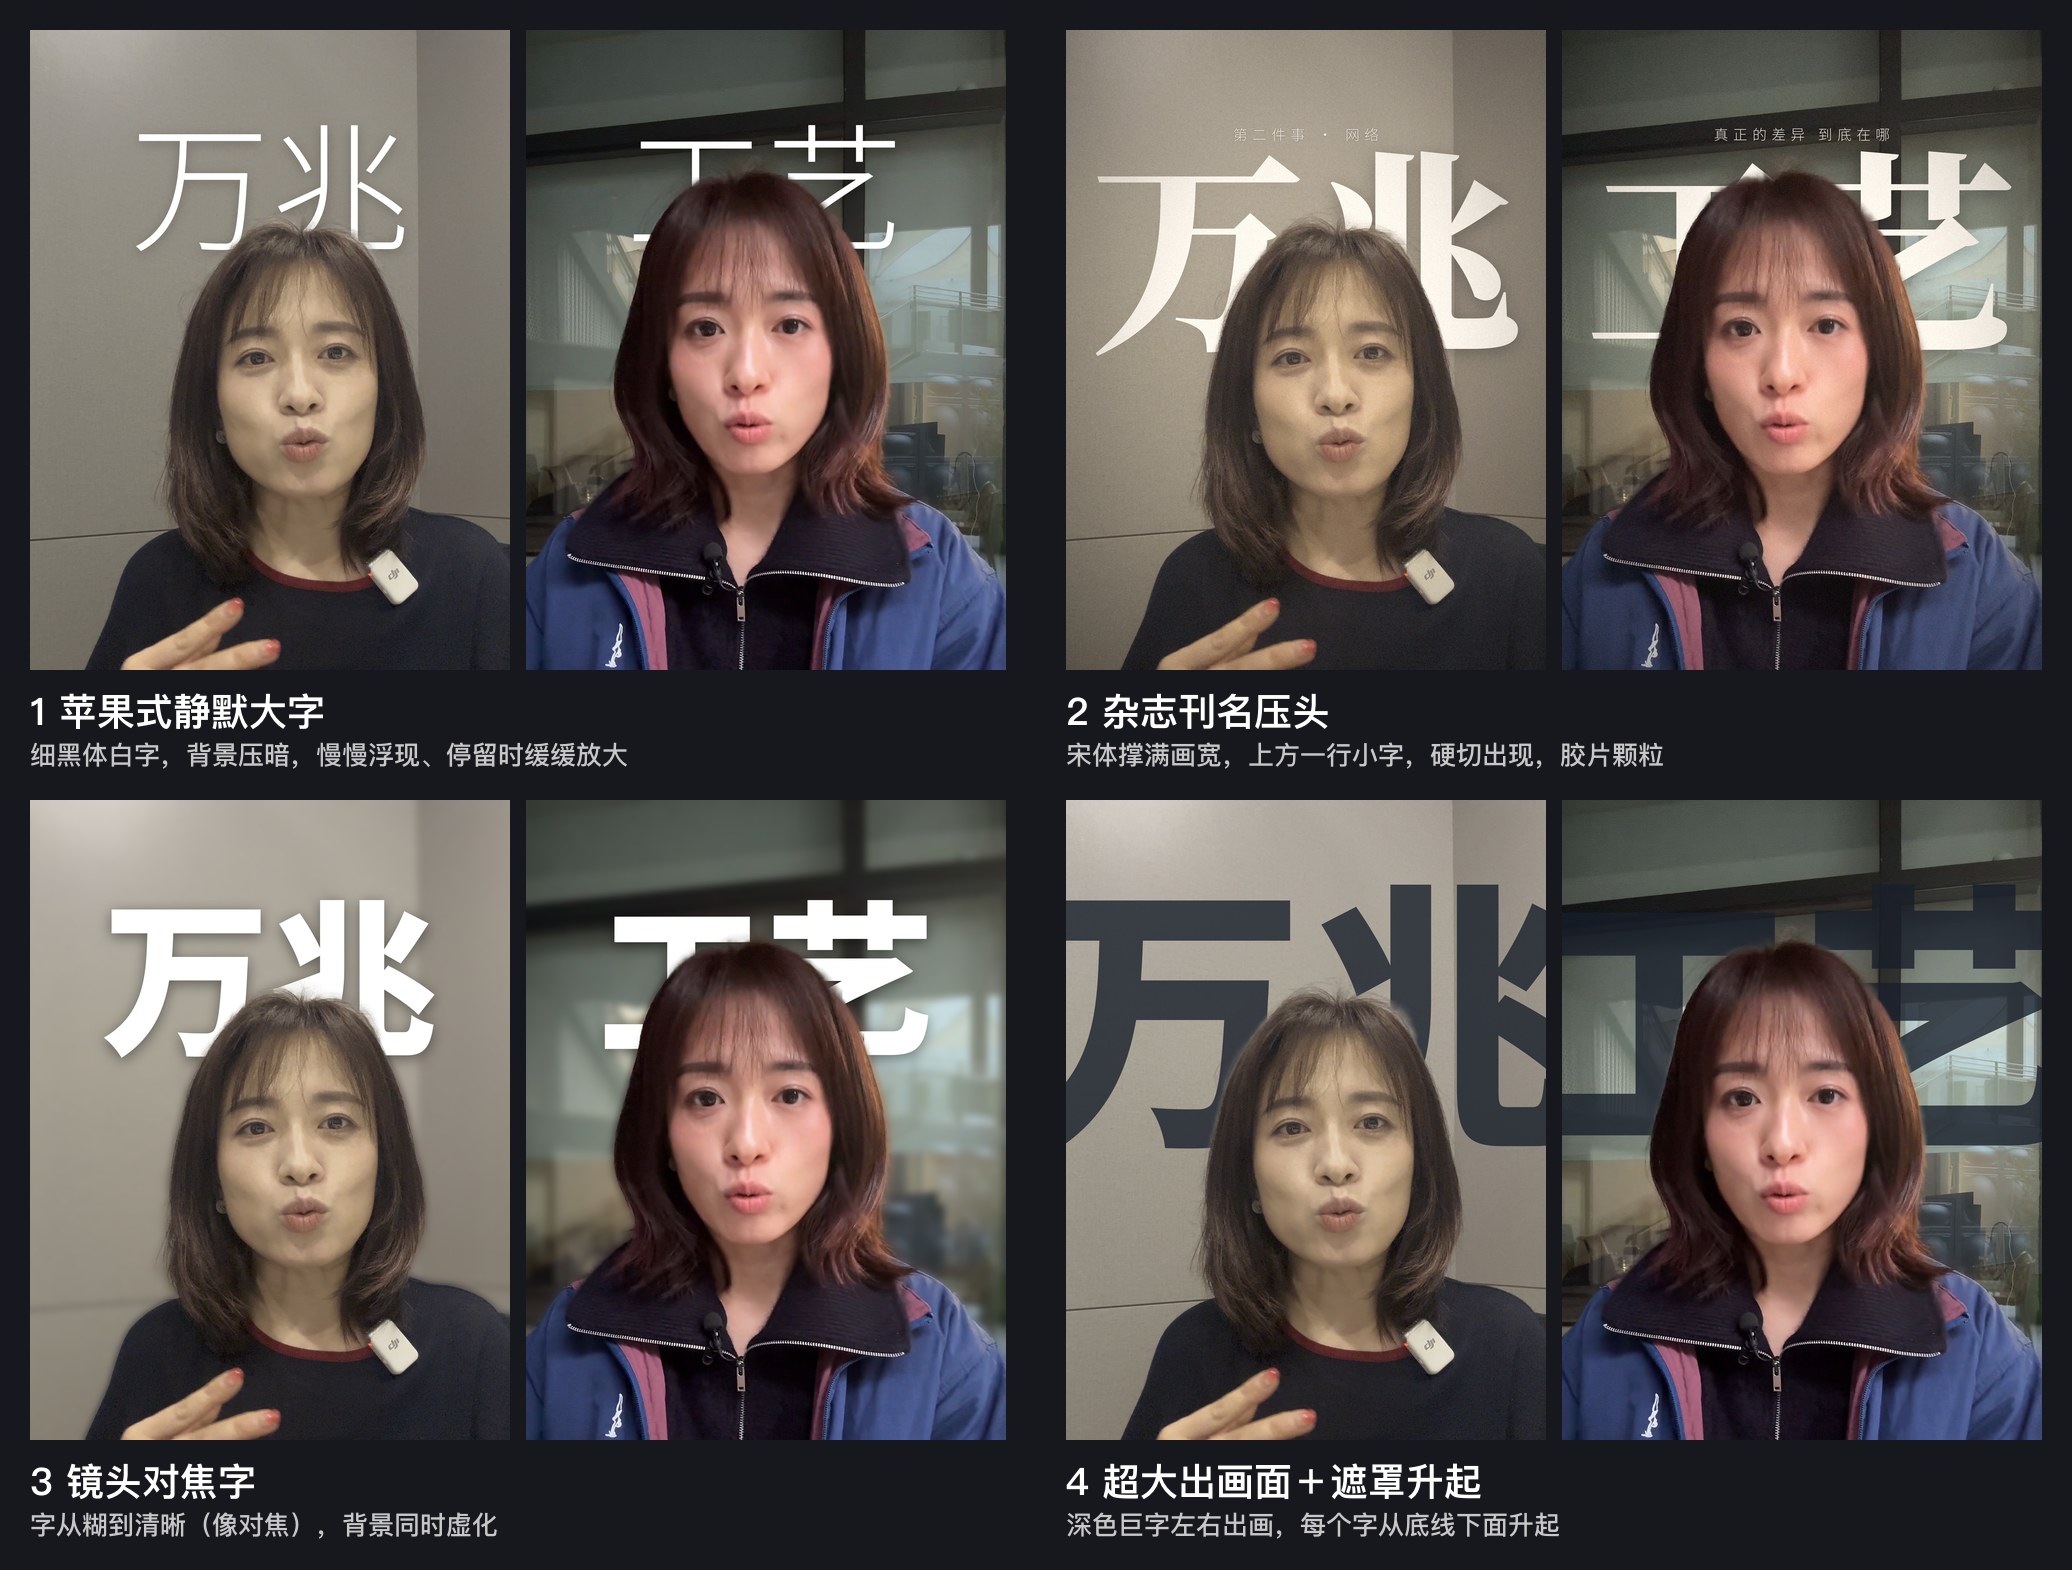 万兆
工艺
第二件事 · 网络
万兆
真正的差异 到底在哪
工艺
1 苹果式静默大字
细黑体白字，背景压暗，慢慢浮现、停留时缓缓放大
2 杂志刊名压头
宋体撑满画宽，上方一行小字，硬切出现，胶片颗粒
万兆
工艺
万兆
工艺
3 镜头对焦字
字从糊到清晰（像对焦），背景同时虚化
4 超大出画面＋遮罩升起
深色巨字左右出画，每个字从底线下面升起